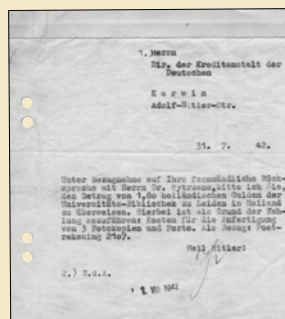 1. Herrn
Dir. der Kreditanstalt der
Deutschen
Karwin
Adolf-Hitler-Str.
31. 7. 42.
Unter Bezugnahme auf Ihre fernmündliche Rück-
sprache mit Herrn Dr. bitte ich Sie,
den Betrag von 1,60 holländischen Gulden der
Universitäts-Bibliothek zu Leiden in Holland
zu überweisen. Hierbei ist als Grund der Zah-
lung anzuführen: Kosten für die Anfertigung
von 3 Fotokopien und Porto. Als Bezug: Post-
rekening
Heil Hitler!
2.) Z.d.A.